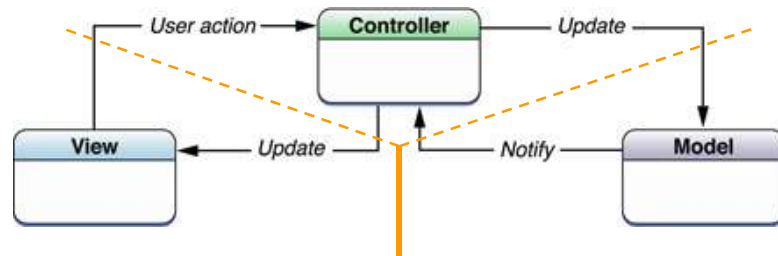 User action
Controller
Update
View
Update
Notify
Model